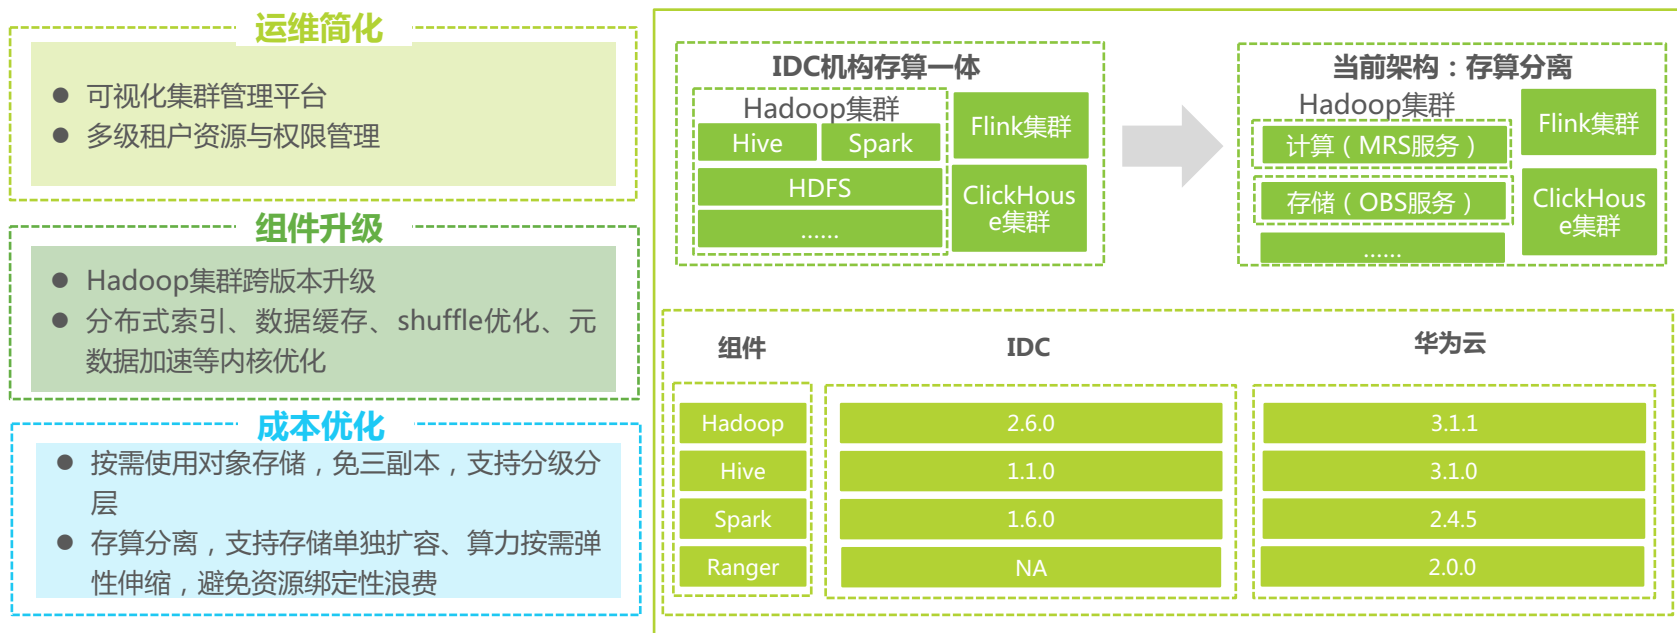 运维简化
● 可视化集群管理平台
● 多级租户资源与权限管理
组件升级
● Hadoop集群跨版本升级
● 分布式索引、数据缓存、shuffle优化、元
数据加速等内核优化
成本优化
● 按需使用对象存储，免三副本，支持分级分
层
● 存算分离，支持存储单独扩容、算力按需弹
性伸缩，避免资源绑定性浪费
IDC机构存算一体
Hadoop集群
Hive
Spark
HDFS
......
Flink集群
ClickHous
e集群
当前架构：存算分离
Hadoop集群
计算（MRS服务）
存储（OBS服务）
......
Flink集群
ClickHous
e集群
组件 IDC 华为云
Hadoop 2.6.0 3.1.1
Hive 1.1.0 3.1.0
Spark 1.6.0 2.4.5
Ranger NA 2.0.0